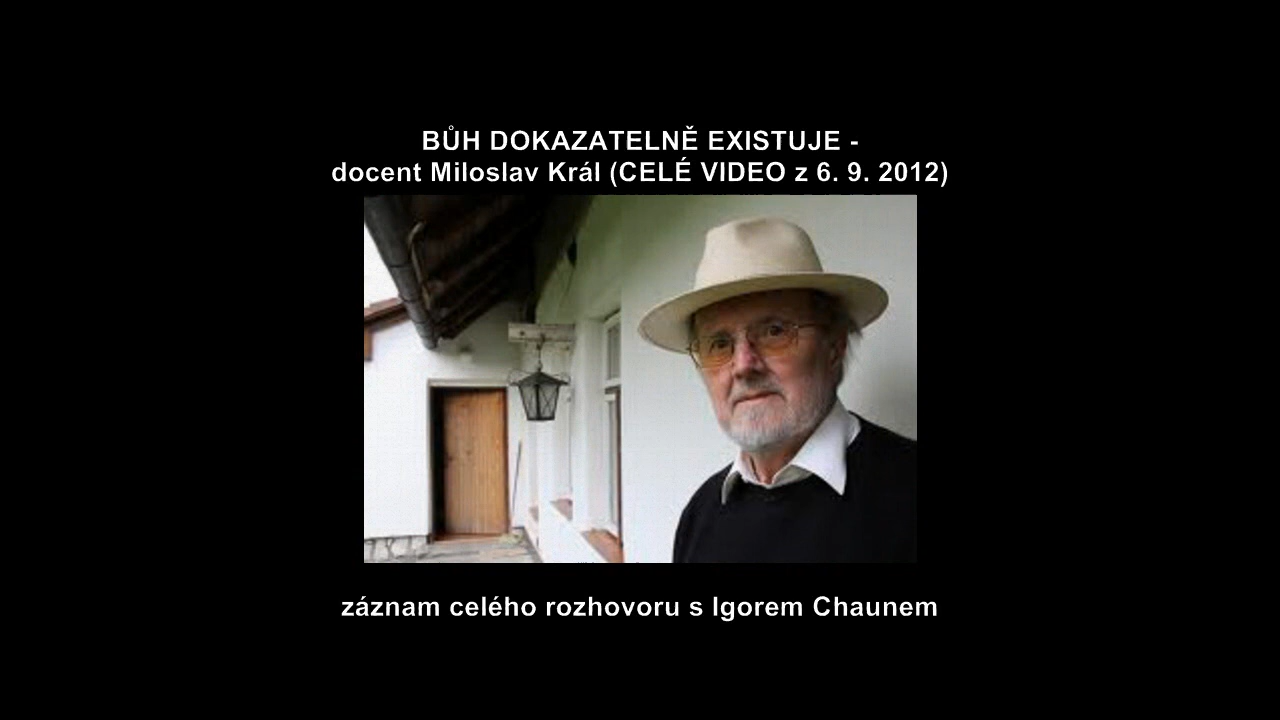 BŮH DOKAZATELNĚ EXISTUJE -
docent Miloslav Král (CELÉ VIDEO z 6. 9. 2012)
záznam celého rozhovoru s Igorem Chaunem